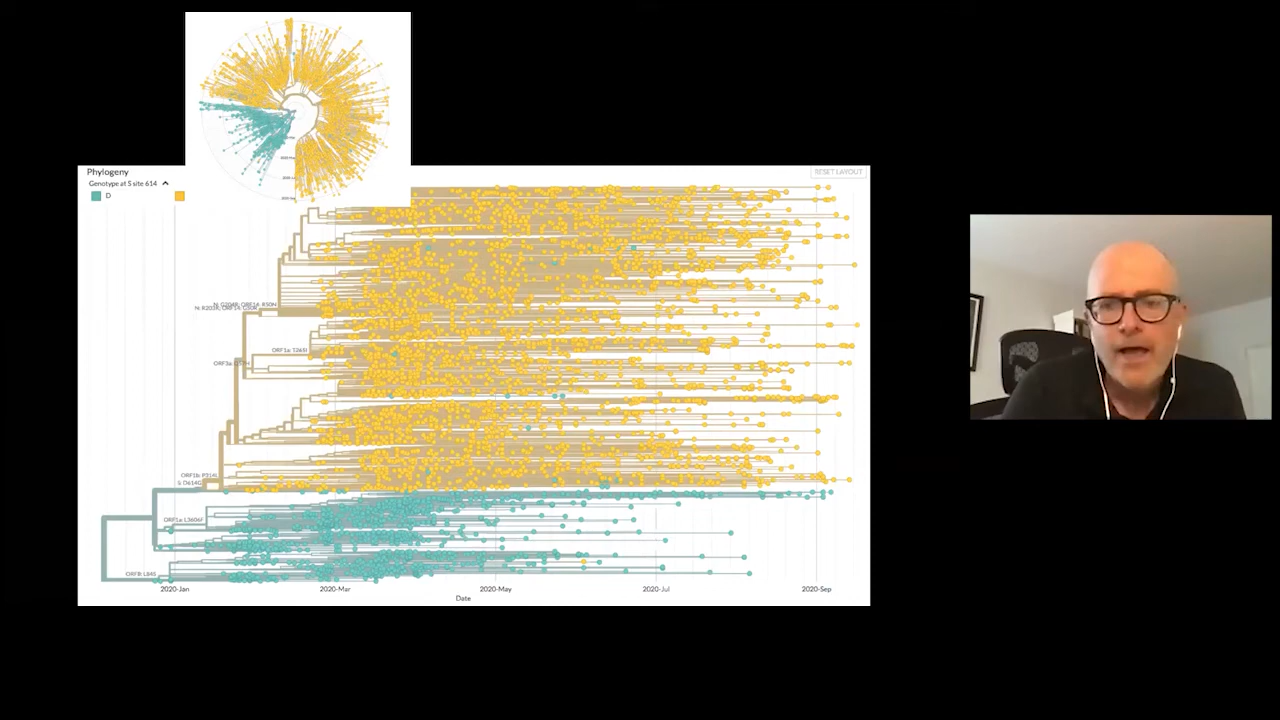 Phylogeny
RESET LAYOUT
Genotype at S site 614
D
ORF1a: T265I
ORF1b: P314L
S: D614G
ORF1a: L3606F
ORF8: L84S
2020-Jan
2020-Mar
2020-May
2020-Jul
2020-Sep
Date